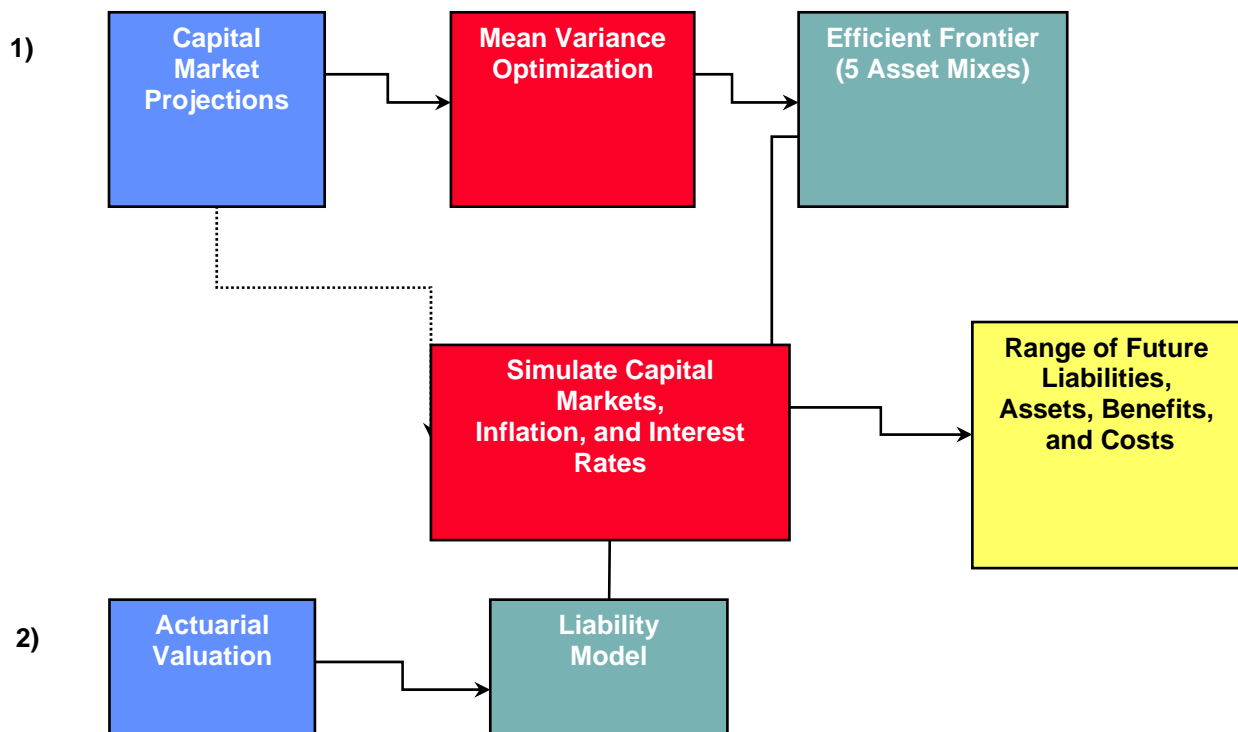 1)
Capital
Market
Projections
Mean Variance
Optimization
Efficient Frontier
(5 Asset Mixes)
Simulate Capital
Markets,
Inflation, and Interest
Rates
Range of Future
Liabilities,
Assets, Benefits,
and Costs
2)
Actuarial
Valuation
Liability
Model